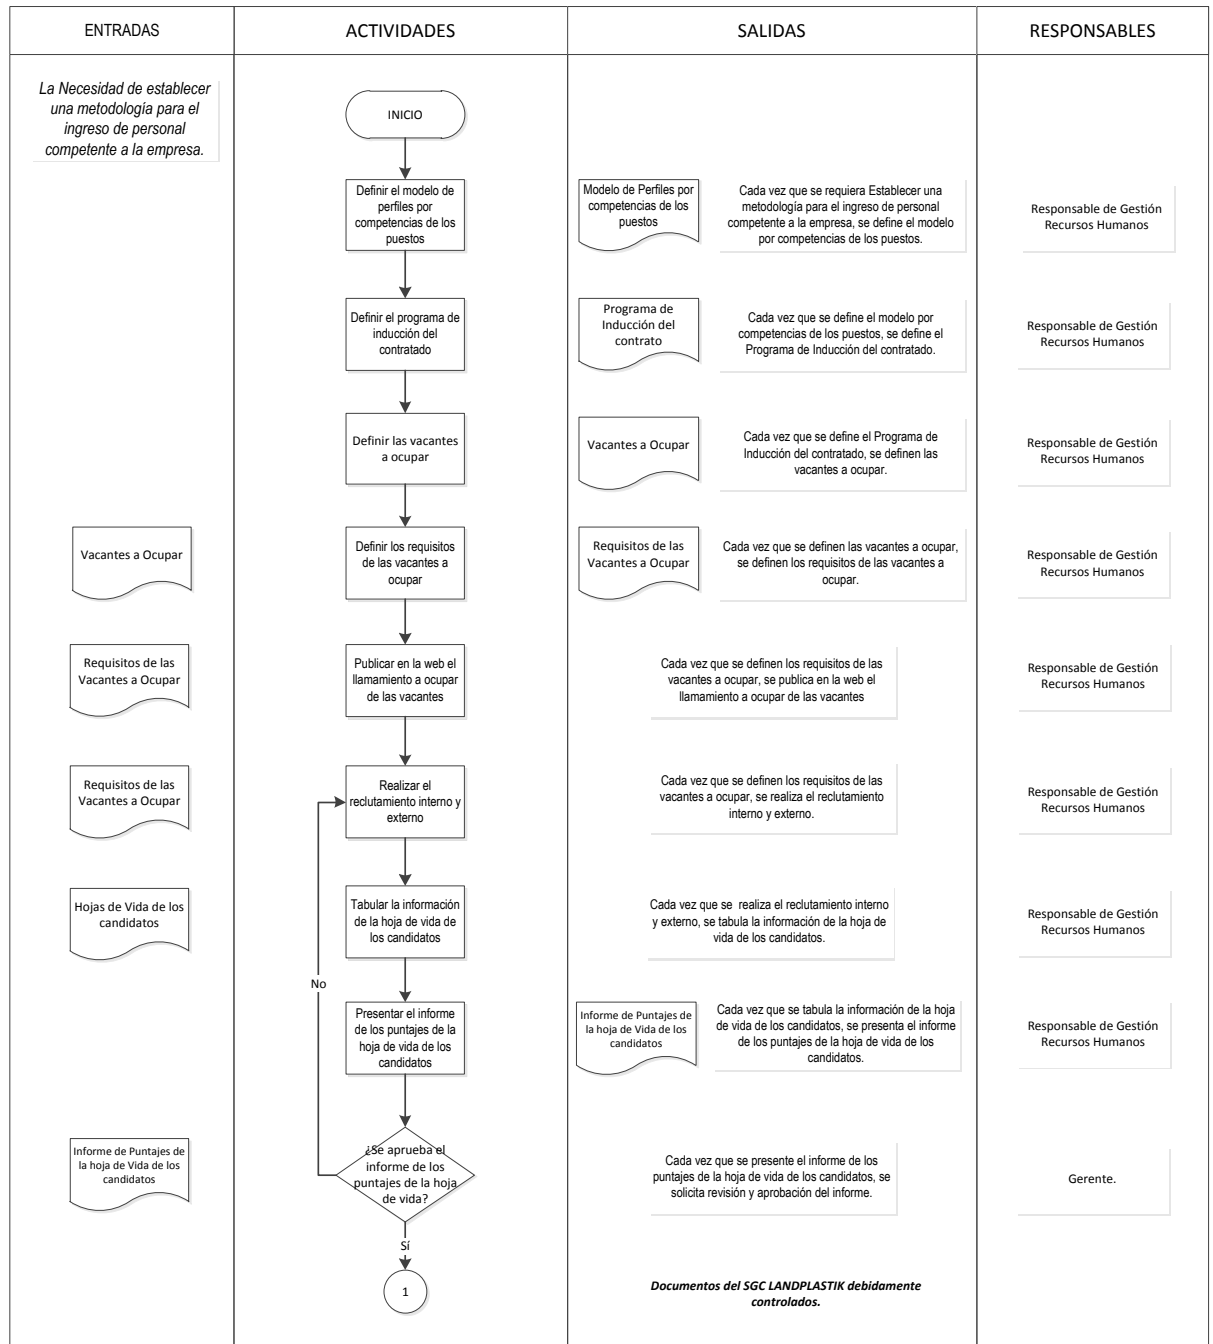 ENTRADAS
ACTIVIDADES
SALIDAS
RESPONSABLES
La Necesidad de establecer
una metodología para el
ingreso de personal
competente a la empresa.
INICIO
Definir el modelo de
perfiles por
competencias de los
puestos
Modelo de Perfiles por
competencias de los
puestos
Cada vez que se requiera Establecer una
metodología para el ingreso de personal
competente a la empresa, se define el modelo
por competencias de los puestos.
Responsable de Gestión
Recursos Humanos
Definir el programa de
inducción del
contratado
Programa de
Inducción del
contrato
Cada vez que se define el modelo por
competencias de los puestos, se define el
Programa de Inducción del contratado.
Responsable de Gestión
Recursos Humanos
Definir las vacantes
a ocupar
Vacantes a Ocupar
Cada vez que se define el Programa de
Inducción del contratado, se definen las
vacantes a ocupar.
Responsable de Gestión
Recursos Humanos
Vacantes a Ocupar
Definir los requisitos
de las vacantes a
ocupar
Requisitos de las
Vacantes a Ocupar
Cada vez que se definen las vacantes a ocupar,
se definen los requisitos de las vacantes a
ocupar.
Responsable de Gestión
Recursos Humanos
Requisitos de las
Vacantes a Ocupar
Publicar en la web el
llamamiento a ocupar
de las vacantes
Cada vez que se definen los requisitos de las
vacantes a ocupar, se publica en la web el
llamamiento a ocupar de las vacantes
Responsable de Gestión
Recursos Humanos
Requisitos de las
Vacantes a Ocupar
Realizar el
reclutamiento interno y
externo
Cada vez que se definen los requisitos de las
vacantes a ocupar, se realiza el reclutamiento
interno y externo.
Responsable de Gestión
Recursos Humanos
Hojas de Vida de los
candidatos
Tabular la información
de la hoja de vida de
los candidatos
Cada vez que se realiza el reclutamiento interno
y externo, se tabula la información de la hoja de
vida de los candidatos.
Responsable de Gestión
Recursos Humanos
No
Presentar el informe
de los puntajes de la
hoja de vida de los
candidatos
Informe de Puntajes de
la hoja de Vida de los
candidatos
Cada vez que se tabula la información de la hoja
de vida de los candidatos, se presenta el informe
de los puntajes de la hoja de vida de los
candidatos.
Responsable de Gestión
Recursos Humanos
Informe de Puntajes de
la hoja de Vida de los
candidatos
¿Se aprueba el
informe de los
puntajes de la hoja
de vida?
Cada vez que se presente el informe de los
puntajes de la hoja de vida de los candidatos, se
solicita revisión y aprobación del informe.
Gerente.
Sí
1
Documentos del SGC LANDPLASTIK debidamente
controlados.